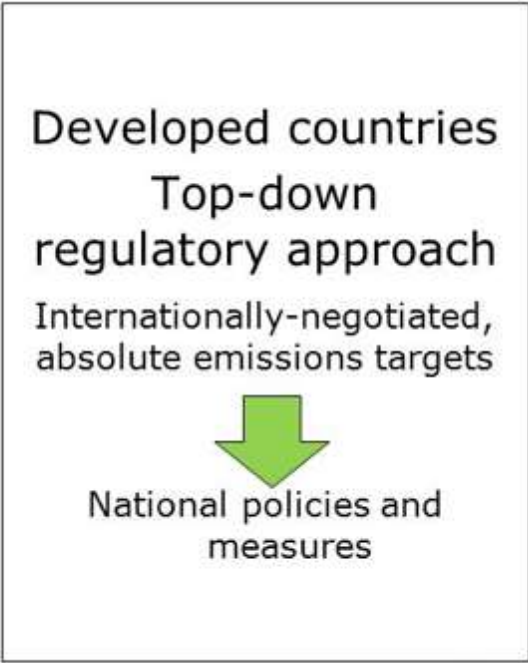 Developed countries
Top-down
regulatory approach
Internationally-negotiated,
absolute emissions targets
National policies and
measures